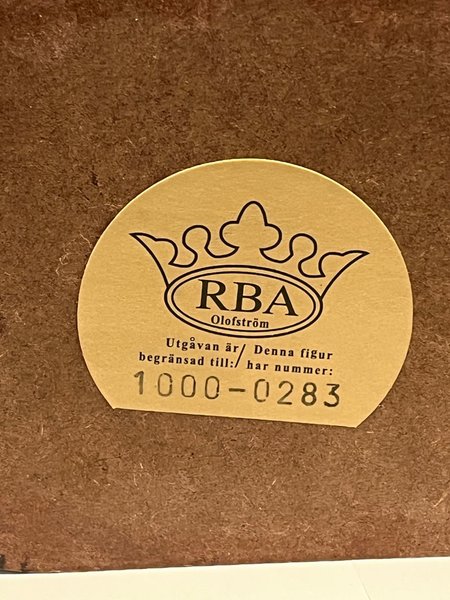 RBA
Olofström
Utgåvan är/ Denna figur
begränsad till:/ har nummer:
1000-0283